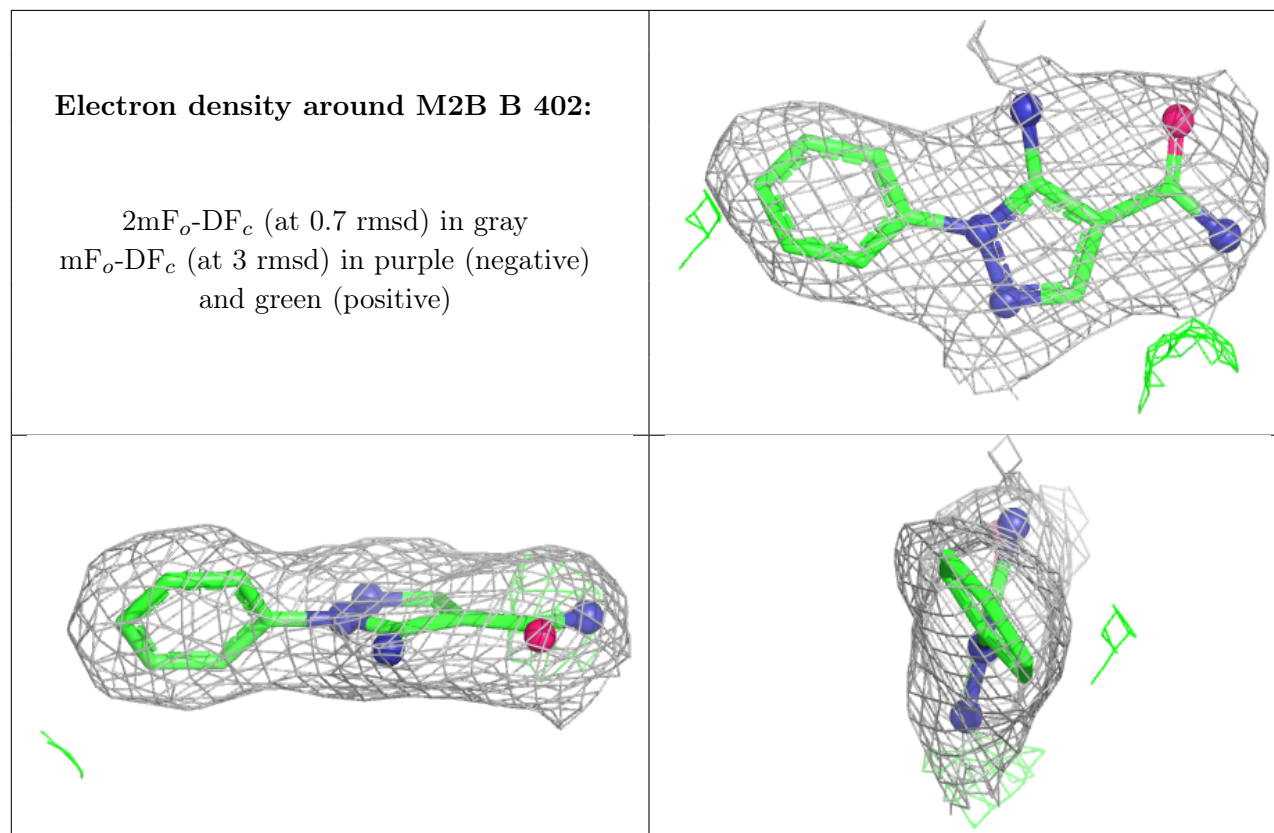 Electron density around M2B B 402:
2mFo-DFc (at 0.7 rmsd) in gray
mFo-DFc (at 3 rmsd) in purple (negative)
and green (positive)